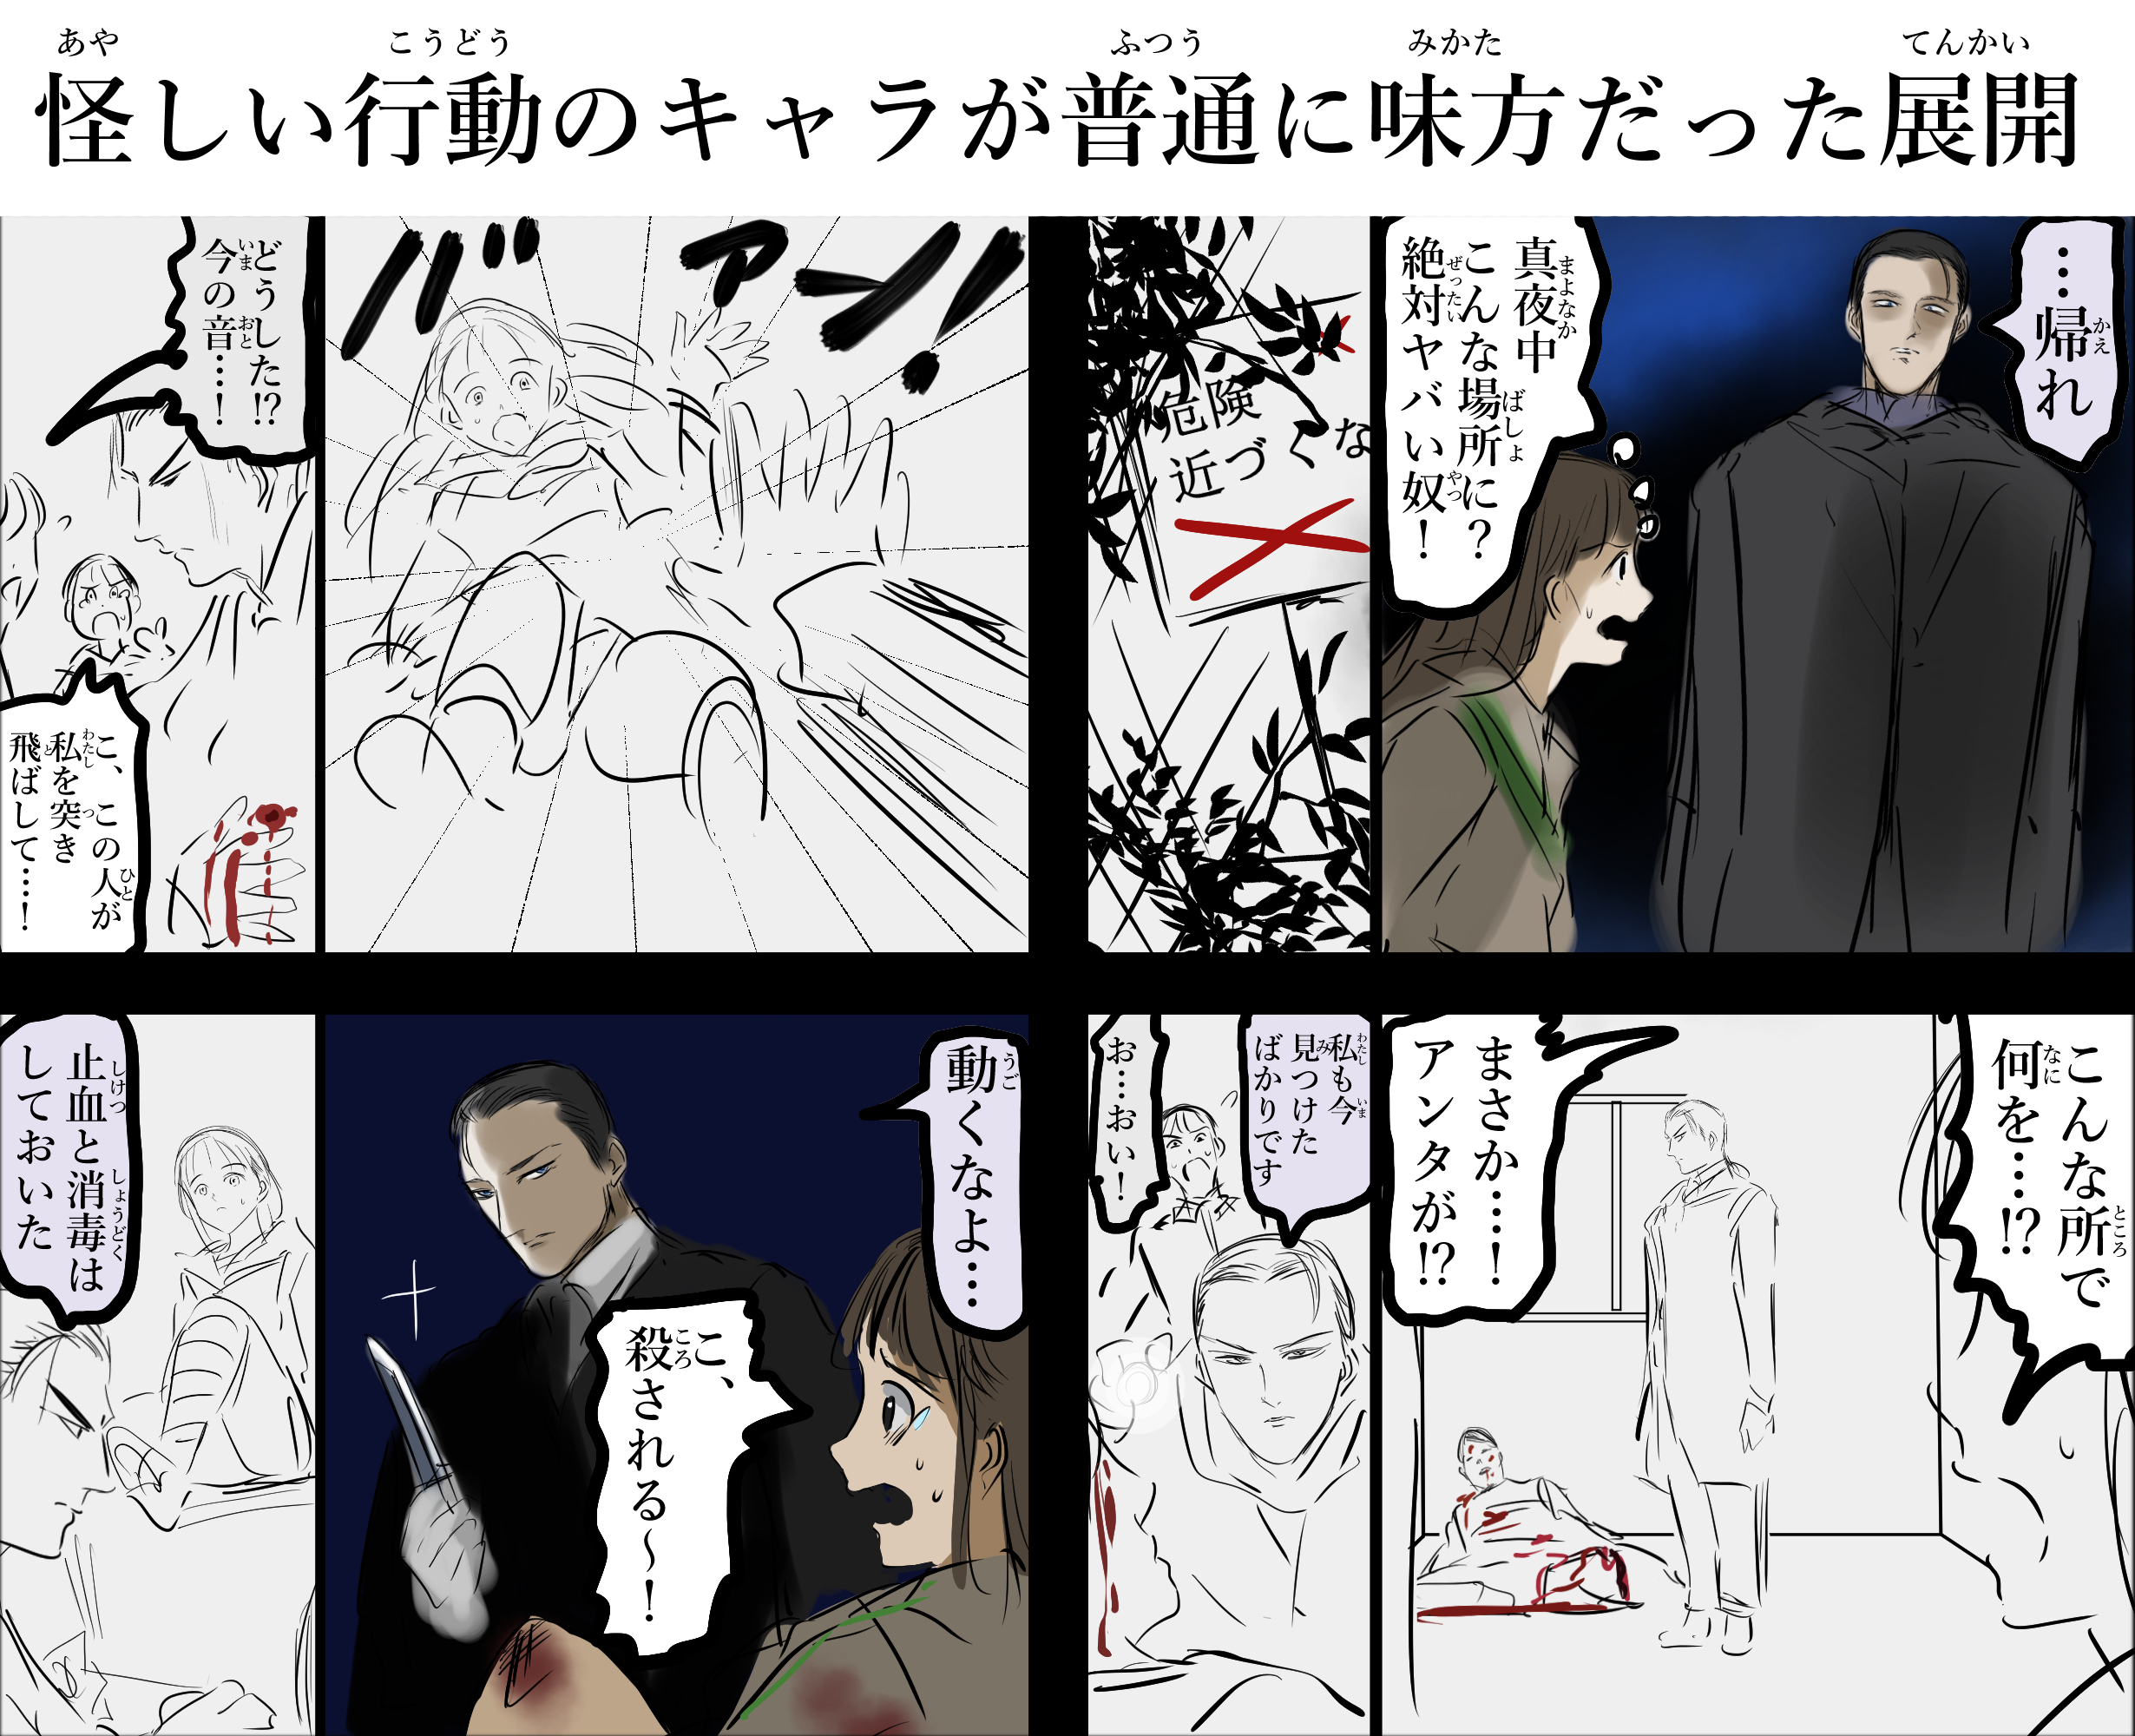 怪しい行動のキャラが普通に味方だった展開
…帰れ
真夜中
こんな場所に？
絶対ヤバい奴！
危険
近づくな
バァン！
どうした!?
今の音……！
こ、この人が
私を突き
飛ばして……！
こんな所で
何を…!?
まさか…！
アンタが!?
私も今
見つけた
ばかりです
お…おい！
動くなよ…
こ、
殺される～！
止血と消毒は
しておいた